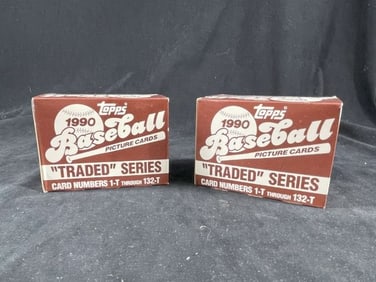 Topps
1990
Baseball
PICTURE CARDS
"TRADED" SERIES
CARD NUMBERS 1-T THROUGH 132-T
Topps
1990
Baseball
PICTURE CARDS
"TRADED" SERIES
CARD NUMBERS 1-T THROUGH 132-T